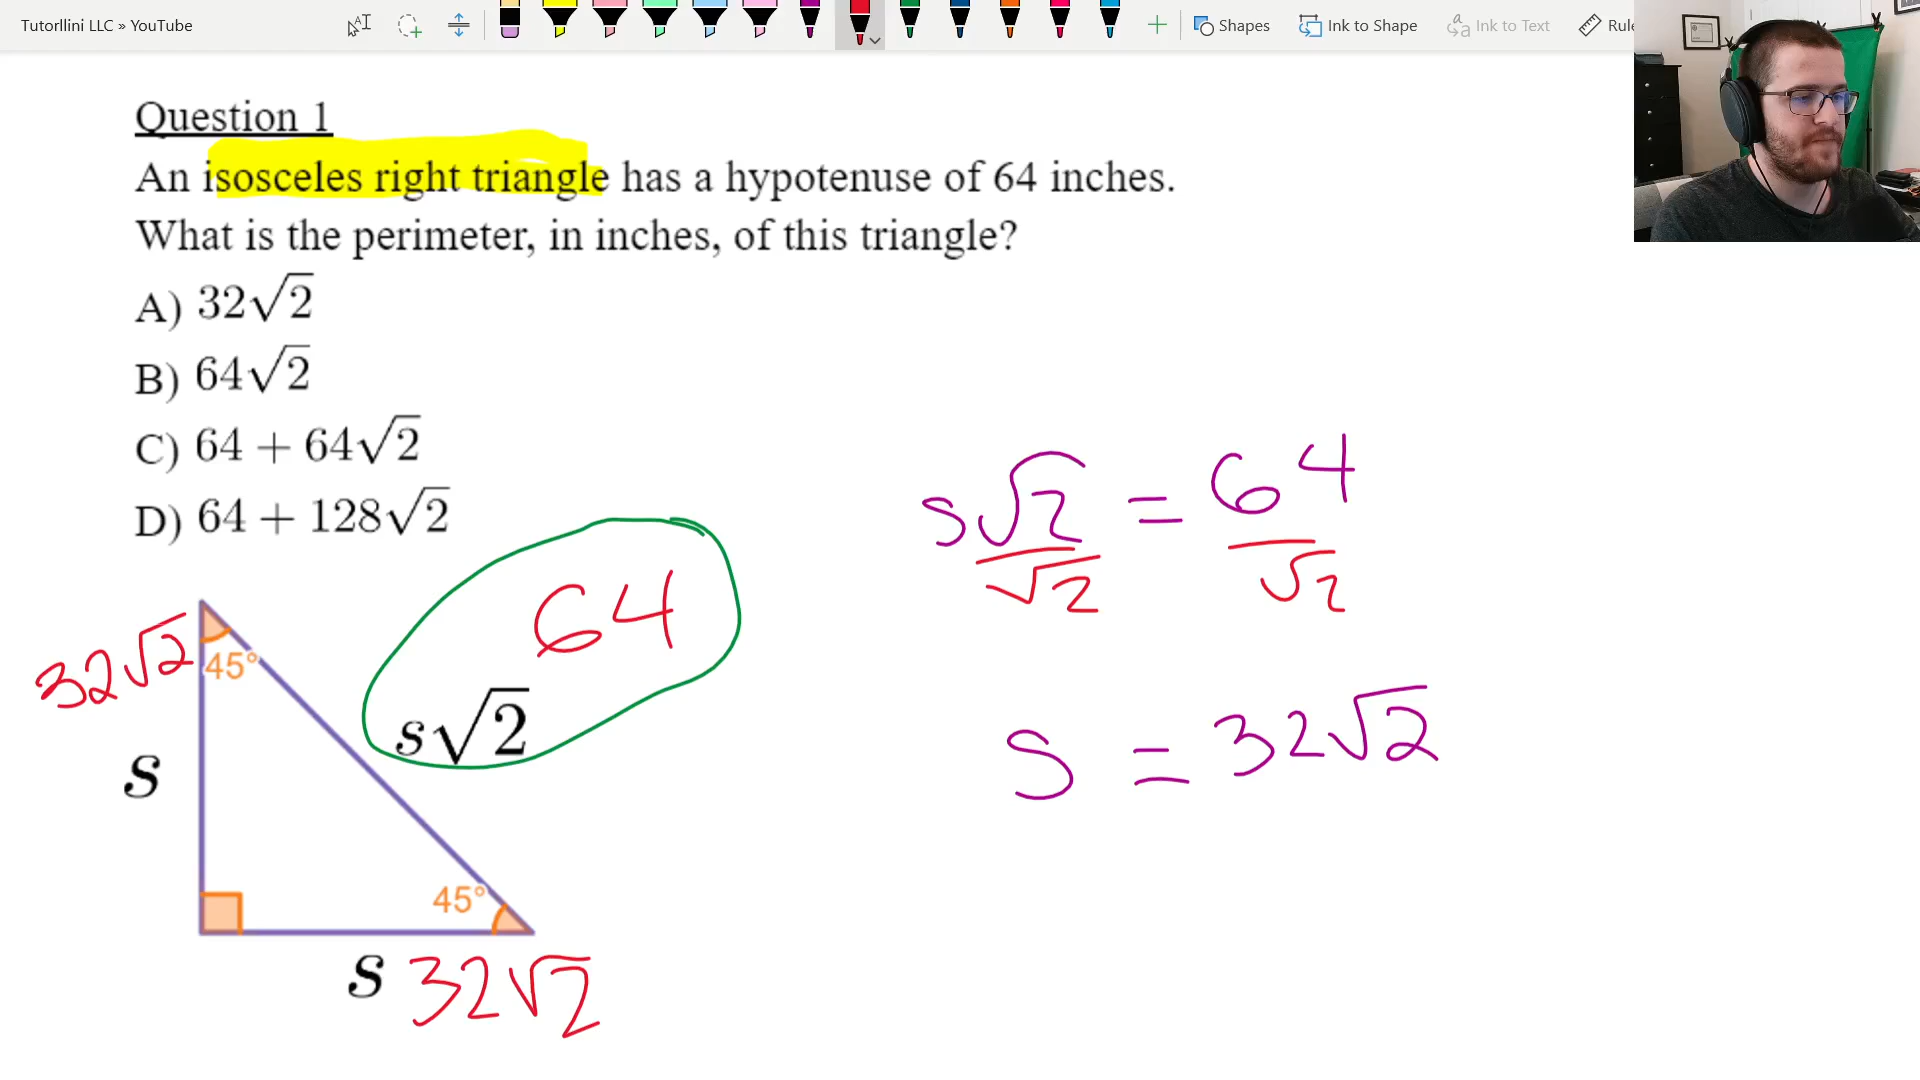 Tutorllini LLC » YouTube
Shapes
Ink to Shape
Ink to Text
Question 1
An isosceles right triangle has a hypotenuse of 64 inches.
What is the perimeter, in inches, of this triangle?
A) 32√2
B) 64√2
C) 64 + 64√2
D) 64 + 128√2
s√2 = 64
√2 √2
s = 32√2
64
s√2
32√2
45°
s
45°
s 32√2